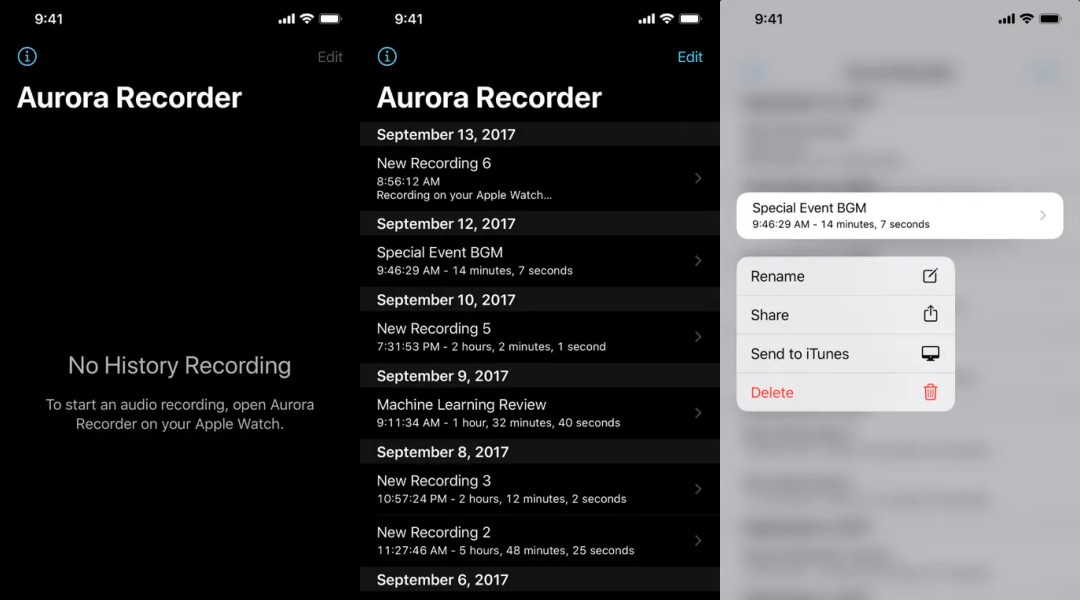 9:41
Edit
Aurora Recorder
No History Recording
To start an audio recording, open Aurora
Recorder on your Apple Watch.
9:41
Edit
Aurora Recorder
September 13, 2017
New Recording 6
8:56:12 AM
Recording on your Apple Watch...
September 12, 2017
Special Event BGM
9:46:29 AM - 14 minutes, 7 seconds
September 10, 2017
New Recording 5
7:31:53 PM - 2 hours, 2 minutes, 1 second
September 9, 2017
Machine Learning Review
9:11:34 AM - 1 hour, 32 minutes, 40 seconds
September 8, 2017
New Recording 3
10:57:24 PM - 2 hours, 12 minutes, 2 seconds
New Recording 2
11:27:46 AM - 5 hours, 48 minutes, 25 seconds
September 6, 2017
9:41
Special Event BGM
9:46:29 AM - 14 minutes, 7 seconds
Rename
Share
Send to iTunes
Delete